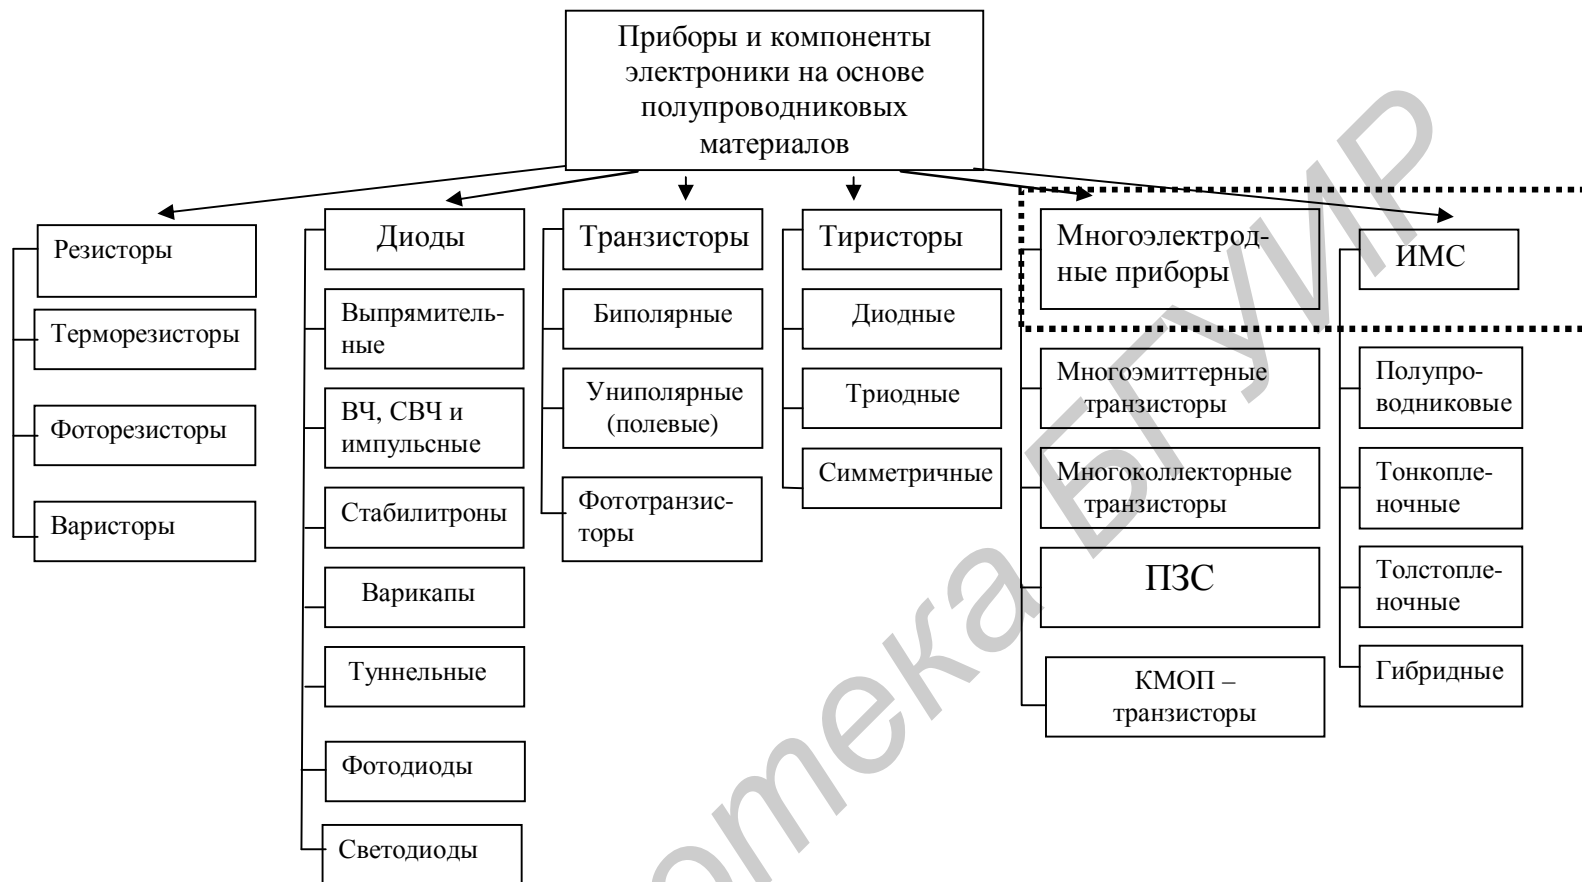 Приборы и компоненты
электроники на основе
полупроводниковых
материалов
Резисторы
Терморезисторы
Фоторезисторы
Варисторы
Диоды
Выпрямитель-
ные
ВЧ, СВЧ и
импульсные
Стабилитроны
Варикапы
Туннельные
Фотодиоды
Светодиоды
Транзисторы
Биполярные
Униполярные
(полевые)
Фототранзис-
торы
Тиристоры
Диодные
Триодные
Симметричные
Многоэлектрод-
ные приборы
Многоэмиттерные
транзисторы
Многоколлекторные
транзисторы
ПЗС
КМОП –
транзисторы
ИМС
Полупро-
водниковые
Тонкопле-
ночные
Толстопле-
ночные
Гибридные
отека БГУИР